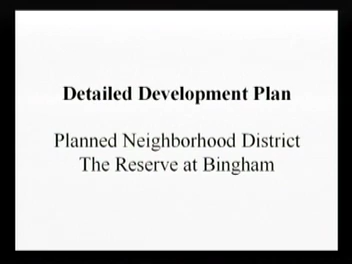 Detailed Development Plan
Planned Neighborhood District
The Reserve at Bingham